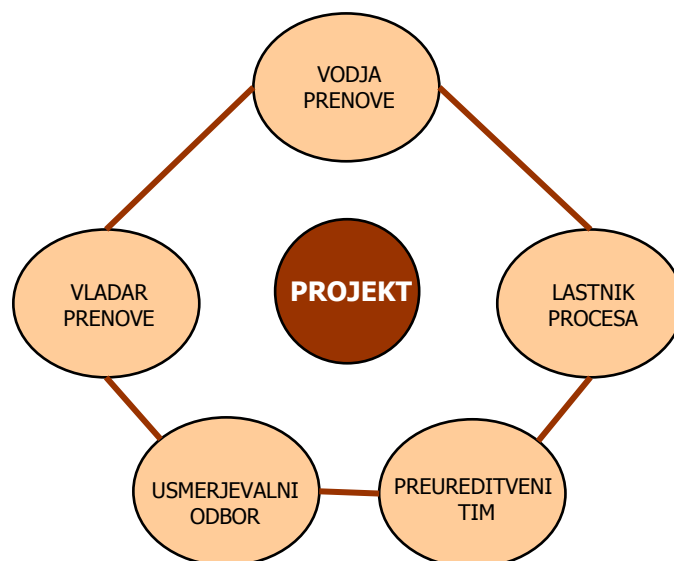 VODJA
PRENOVE
VLADAR
PRENOVE
PROJEKT
LASTNIK
PROCESA
USMERJEVALNI
ODBOR
PREUREDITVENI
TIM